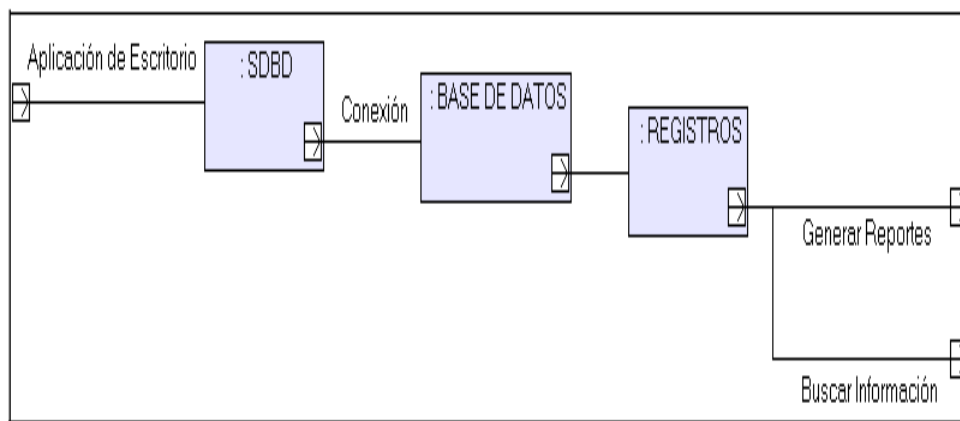 Aplicación de Escritorio
: SDBD
Conexión
: BASE DE DATOS
: REGISTROS
Generar Reportes
Buscar Información